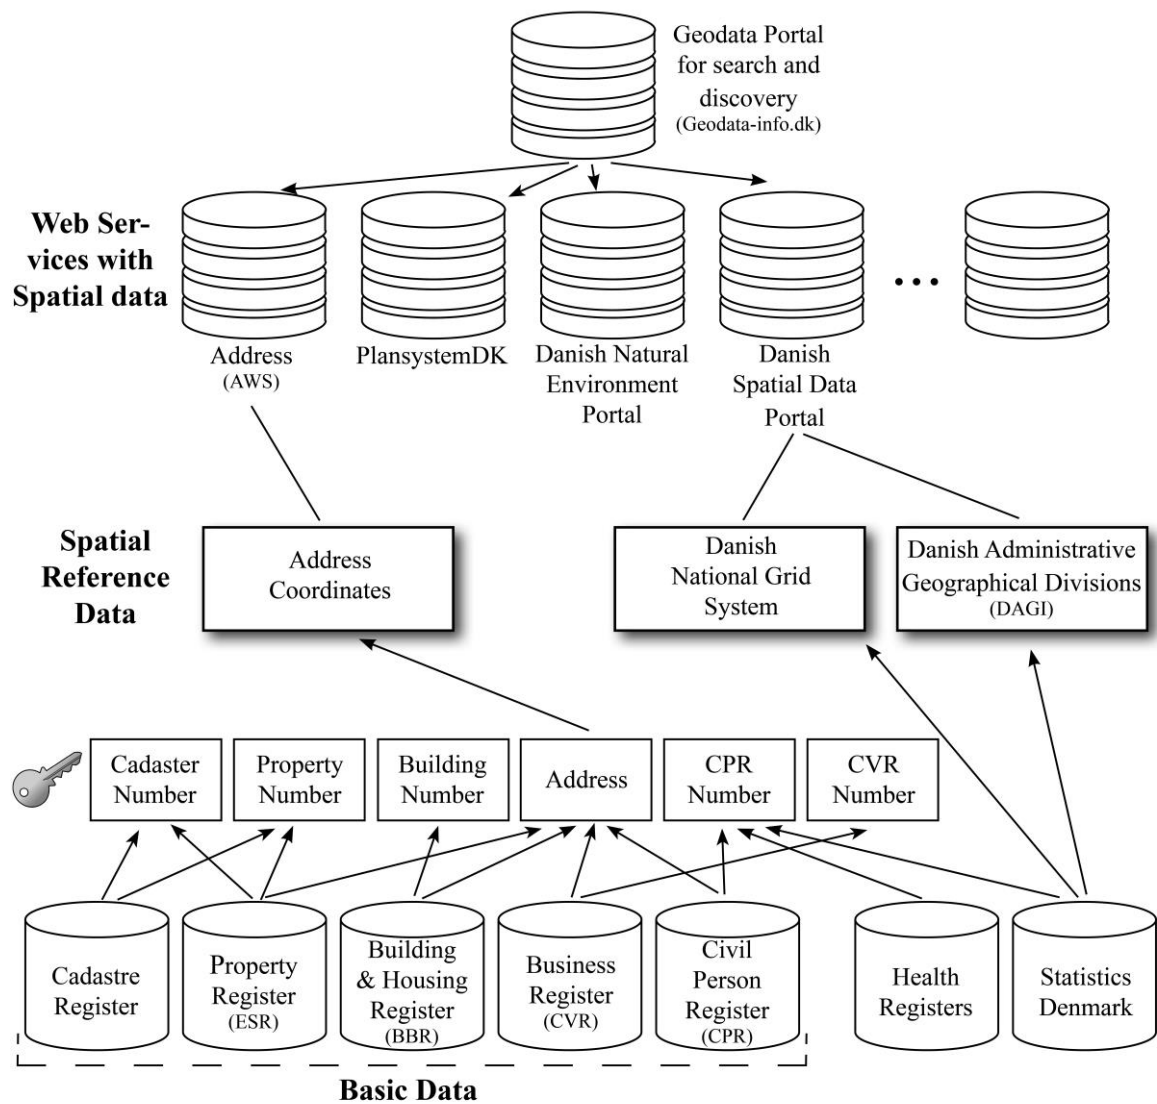 Geodata Portal
for search and
discovery
(Geodata-info.dk)
Web Ser-
vices with
Spatial data
...
Address
(AWS)
PlansystemDK
Danish Natural
Environment
Portal
Danish
Spatial Data
Portal
Spatial
Reference
Data
Address
Coordinates
Danish
National Grid
System
Danish Administrative
Geographical Divisions
(DAGI)
Cadaster
Number
Property
Number
Building
Number
Address
CPR
Number
CVR
Number
Cadastre
Register
Property
Register
(ESR)
Building
& Housing
Register
(BBR)
Business
Register
(CVR)
Civil
Person
Register
(CPR)
Health
Registers
Statistics
Denmark
Basic Data